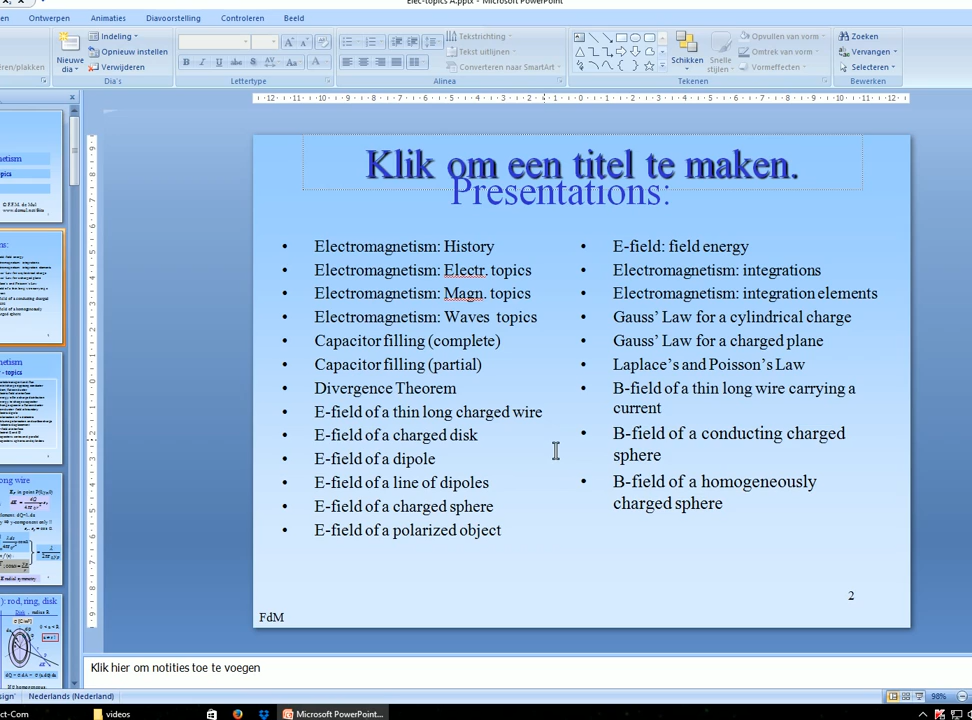 Elec-topics A.pptx - Microsoft PowerPoint
Ontwerpen Animaties Diavoorstelling Controleren Beeld
Indeling
Opnieuw instellen
Verwijderen
Nieuwe dia
Dia's
Lettertype
Tekstrichting
Tekst uitlijnen
Converteren naar SmartArt
Alinea
Schikken
Snelle stijlen
Opvullen van vorm
Omtrek van vorm
Vormeffecten
Tekenen
Zoeken
Vervangen
Selecteren
Bewerken
Klik om een titel te maken.
Presentations:
• Electromagnetism: History
• Electromagnetism: Electr. topics
• Electromagnetism: Magn. topics
• Electromagnetism: Waves topics
• Capacitor filling (complete)
• Capacitor filling (partial)
• Divergence Theorem
• E-field of a thin long charged wire
• E-field of a charged disk
• E-field of a dipole
• E-field of a line of dipoles
• E-field of a charged sphere
• E-field of a polarized object
• E-field: field energy
• Electromagnetism: integrations
• Electromagnetism: integration elements
• Gauss' Law for a cylindrical charge
• Gauss' Law for a charged plane
• Laplace's and Poisson's Law
• B-field of a thin long wire carrying a
current
• B-field of a conducting charged
sphere
• B-field of a homogeneously
charged sphere
2
FdM
Klik hier om notities toe te voegen
Nederlands (Nederland)
98%
videos
Microsoft PowerPoint...